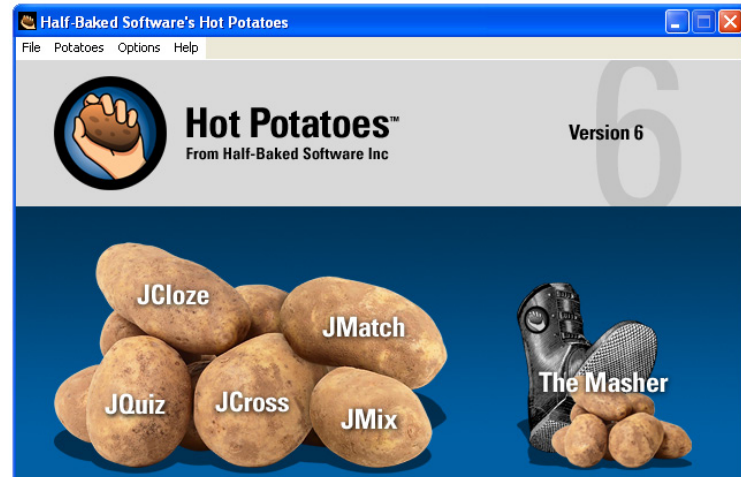 Half-Baked Software's Hot Potatoes
File Potatoes Options Help
6
Hot Potatoes™
From Half-Baked Software Inc
Version 6
JCloze
JMatch
JQuiz
JCross
JMix
The Masher